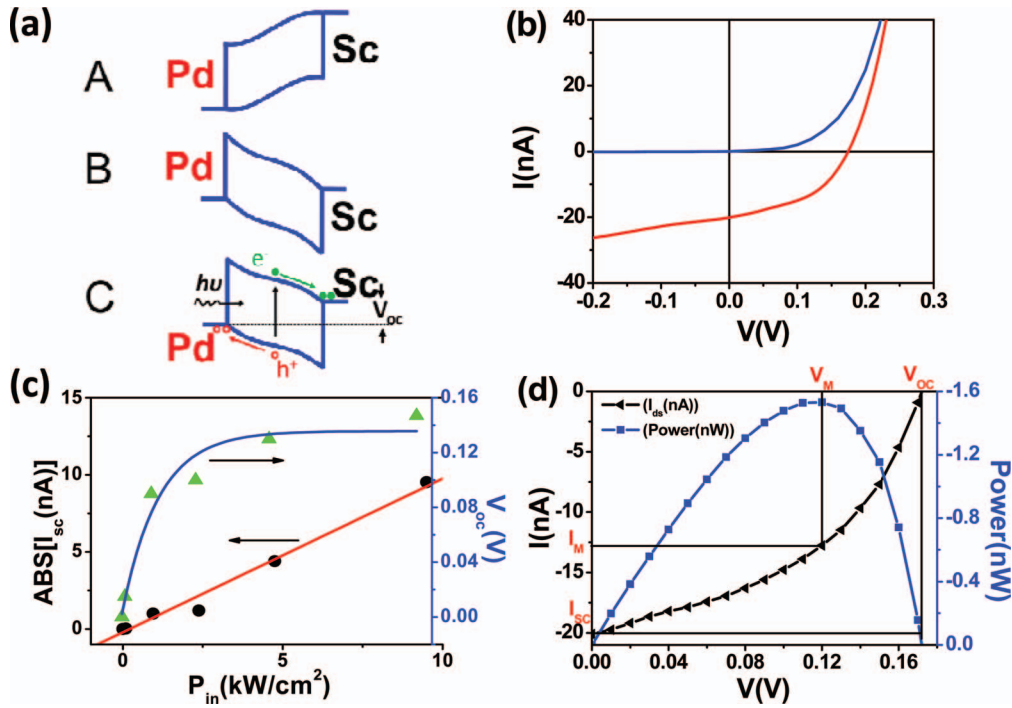 (a)
A
Pd
Sc
B
Pd
Sc
C
hυ
e⁻
Sc
V_oc
Pd
h⁺
(b)
I(nA)
40
20
0
-20
-40
-0.2 -0.1 0.0 0.1 0.2 0.3
V(V)
(c)
ABS[I_sc(nA)]
15
10
5
0
0 5 10
P_in(kW/cm²)
0.16
0.12
0.08
0.04
0.00
V_oc(V)
(d)
V_M V_OC
I(nA)
0
-5
-10
-15
-20
I_M
I_SC
(I_ds(nA))
(Power(nW))
0.00 0.04 0.08 0.12 0.16
V(V)
-1.6
-1.2
-0.8
-0.4
0.0
Power(nW)